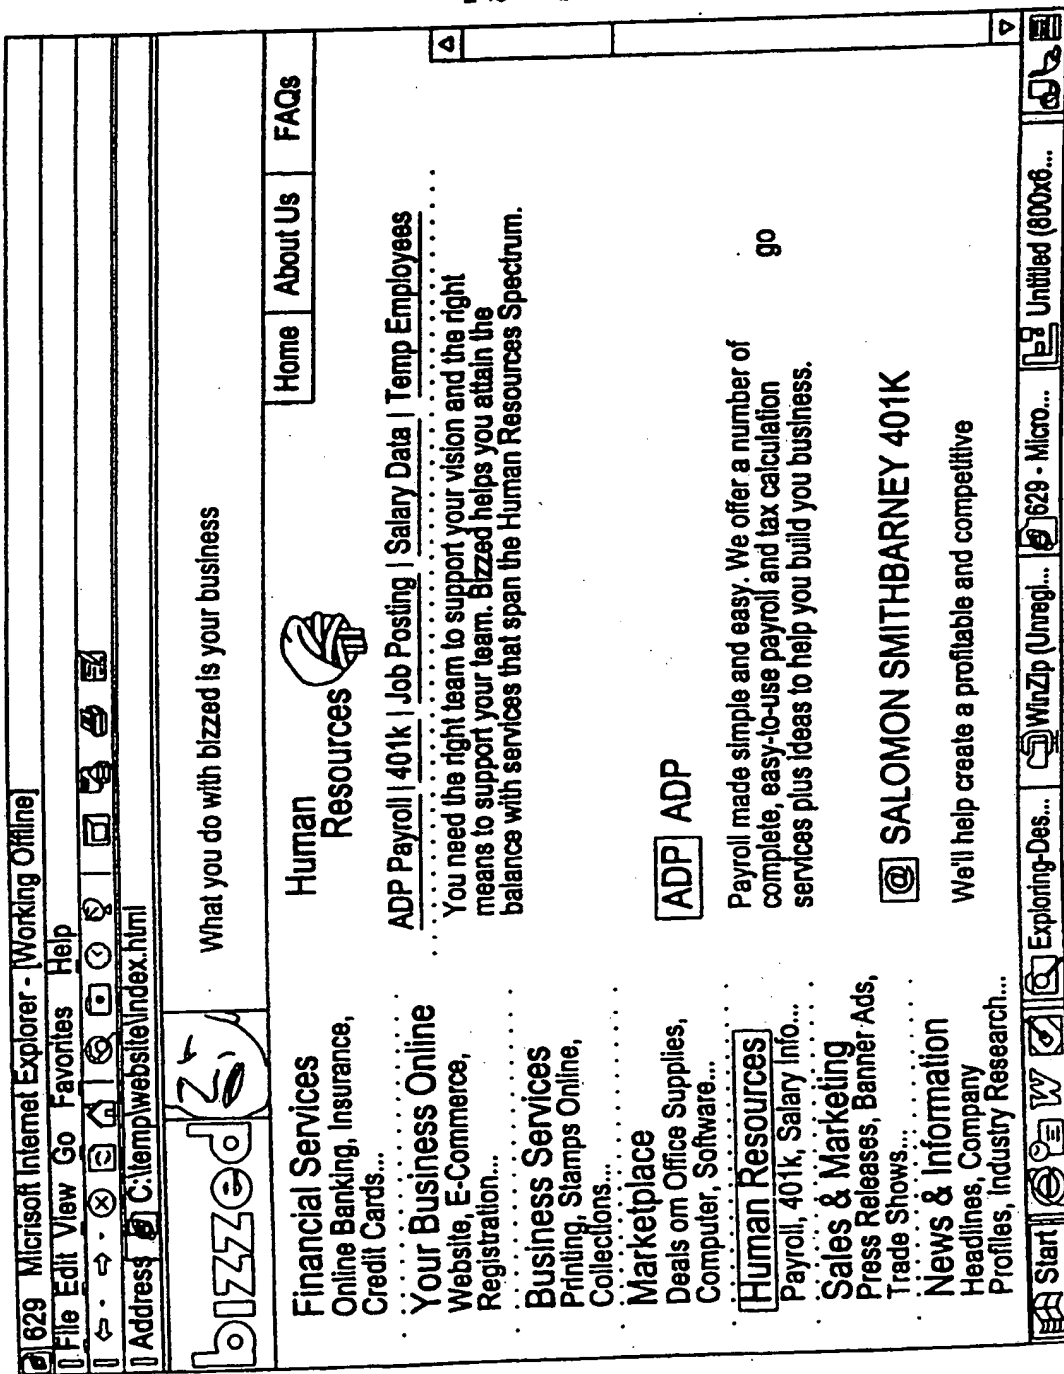 629 Micrisoft Internet Explorer - [Working Offline]
File Edit View Go Favorites Help
Address C:\temp\website\index.html
bizzed
What you do with bizzed is your business
Home | About Us | FAQs
Financial Services
Online Banking, Insurance,
Credit Cards...
Your Business Online
Website, E-Commerce,
Registration...
Business Services
Printing, Stamps Online,
Collections...
Marketplace
Deals om Office Supplies,
Computer, Software...
Human Resources
Payroll, 401k, Salary Info...
Sales & Marketing
Press Releases, Banner Ads,
Trade Shows...
News & Information
Headlines, Company
Profiles, Industry Research...
Human
Resources
ADP Payroll | 401k | Job Posting | Salary Data | Temp Employees
You need the right team to support your vision and the right
means to support your team. Bizzed helps you attain the
balance with services that span the Human Resources Spectrum.
ADP ADP
Payroll made simple and easy. We offer a number of
complete, easy-to-use payroll and tax calculation
services plus ideas to help you build you business.
go
@ SALOMON SMITHBARNEY 401K
We'll help create a profitable and competitive
Start W Exploring-Des... WinZip (Unregi... 629 - Micro... Untitled (800x6...